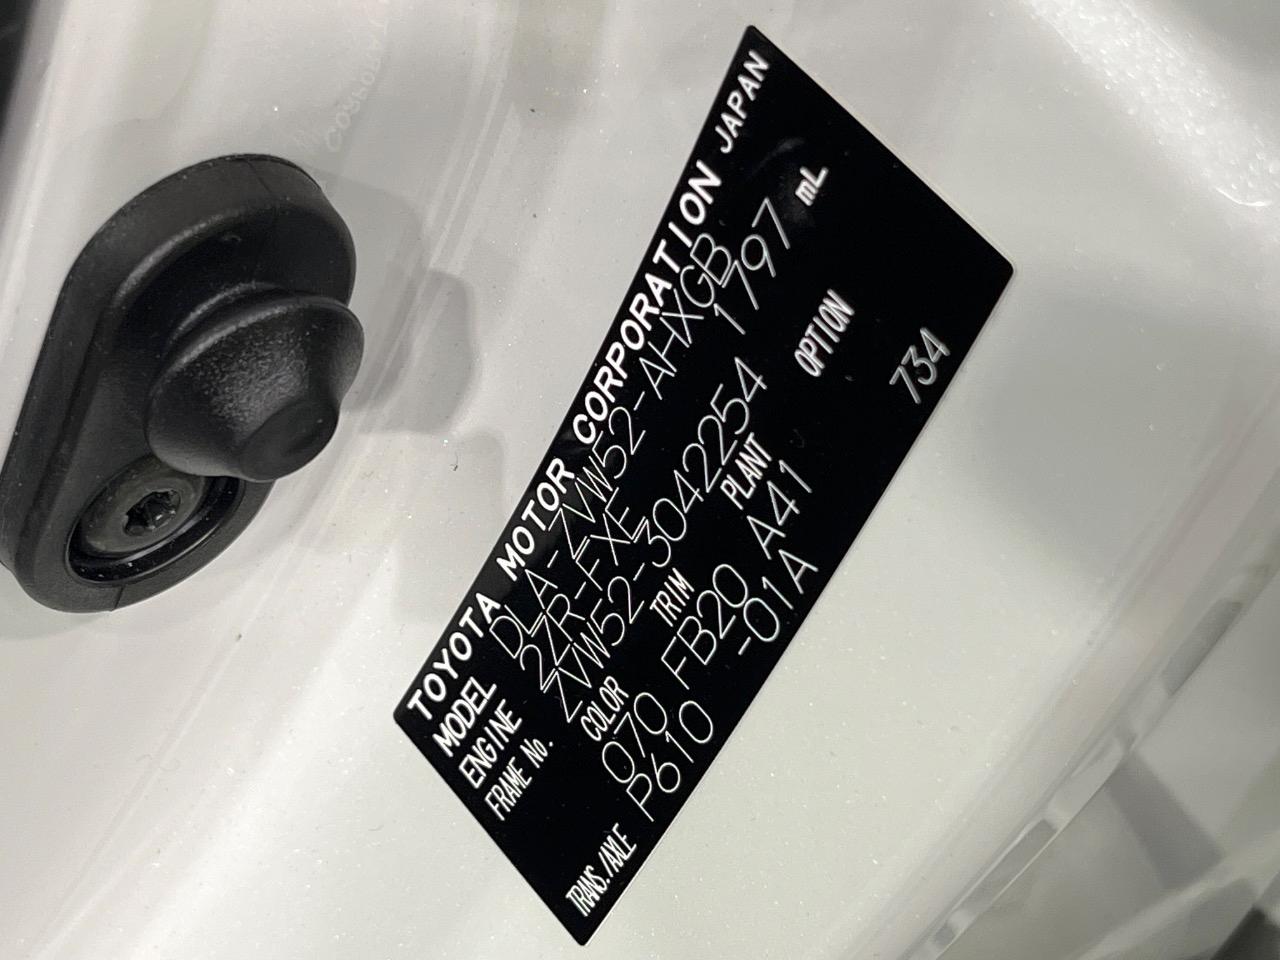 TOYOTA MOTOR CORPORATION JAPAN
MODEL DLA-ZVW52-AHXGB
ENGINE 2ZR-FXE 1797 mL
FRAME No. ZVW52-3042254
COLOR TRIM PLANT OPTION
070 FB20 A41 734
TRANS./AXLE P610 -01A